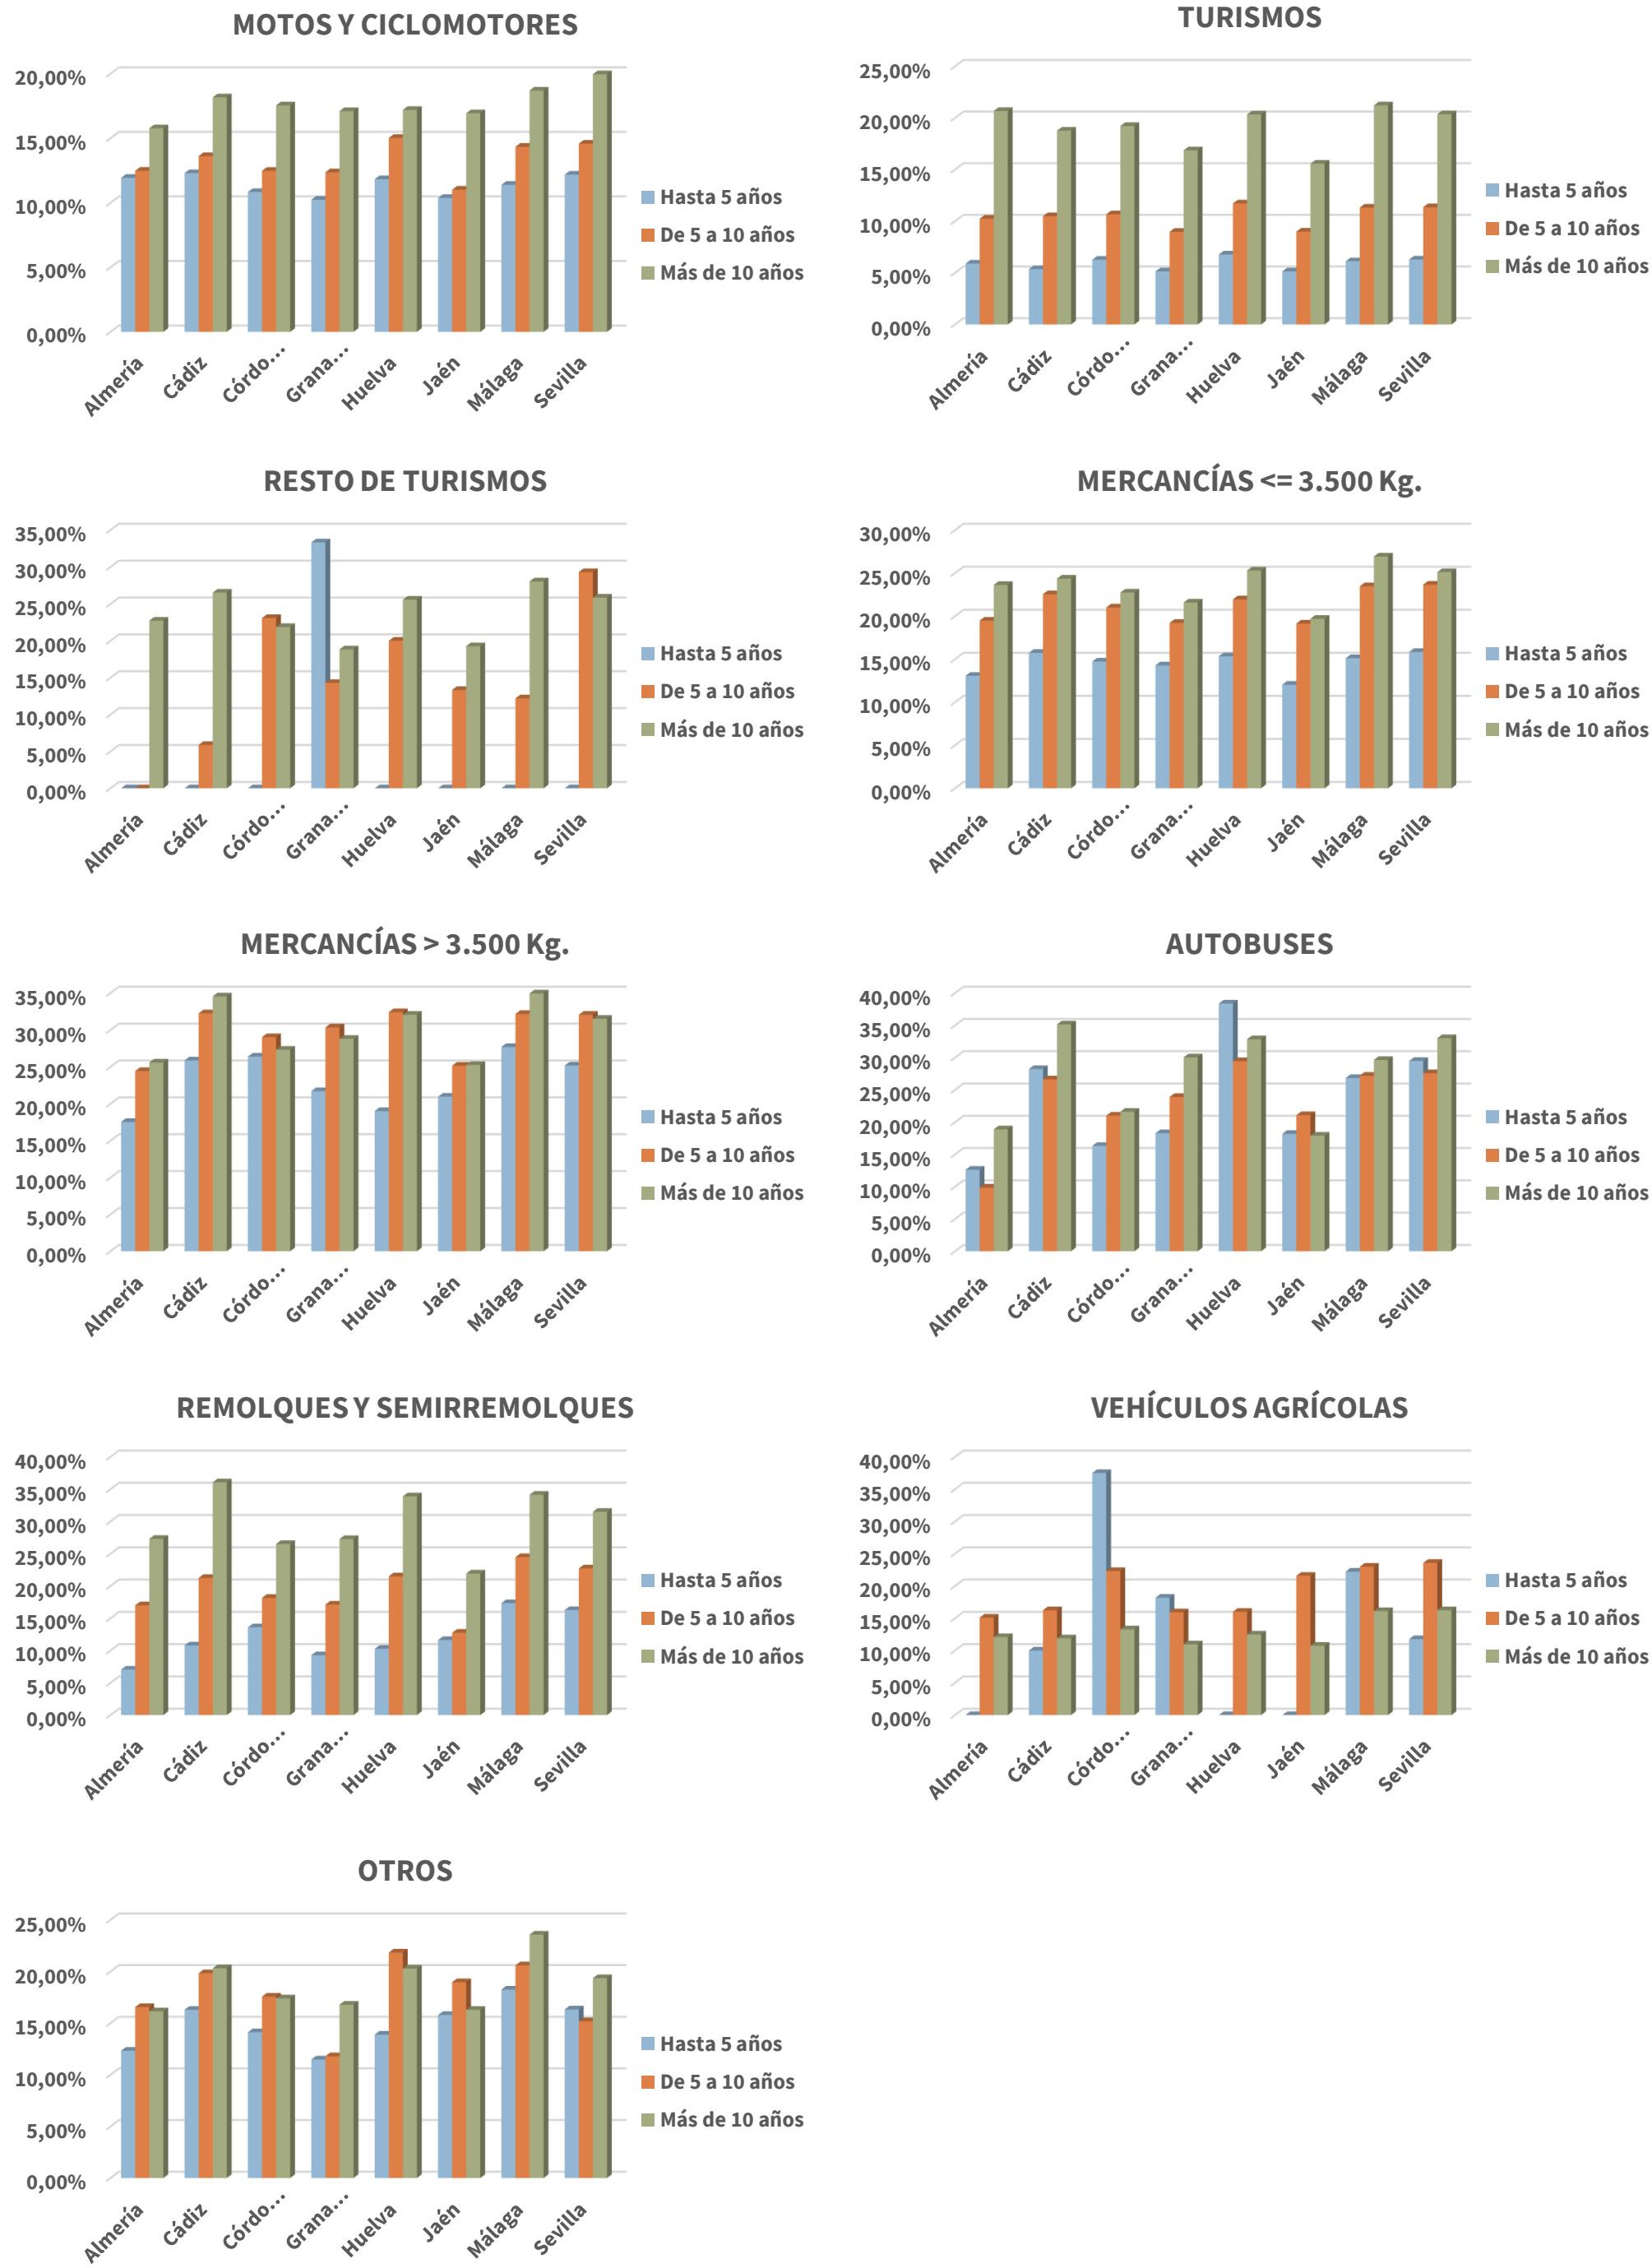 MOTOS Y CICLOMOTORES
20,00%
15,00%
10,00%
5,00%
0,00%
Almería
Cádiz
Córdo...
Grana...
Huelva
Jaén
Málaga
Sevilla
Hasta 5 años
De 5 a 10 años
Más de 10 años
TURISMOS
25,00%
20,00%
15,00%
10,00%
5,00%
0,00%
Almería
Cádiz
Córdo...
Grana...
Huelva
Jaén
Málaga
Sevilla
Hasta 5 años
De 5 a 10 años
Más de 10 años
RESTO DE TURISMOS
35,00%
30,00%
25,00%
20,00%
15,00%
10,00%
5,00%
0,00%
Almería
Cádiz
Córdo...
Grana...
Huelva
Jaén
Málaga
Sevilla
Hasta 5 años
De 5 a 10 años
Más de 10 años
MERCANCÍAS <= 3.500 Kg.
30,00%
25,00%
20,00%
15,00%
10,00%
5,00%
0,00%
Almería
Cádiz
Córdo...
Grana...
Huelva
Jaén
Málaga
Sevilla
Hasta 5 años
De 5 a 10 años
Más de 10 años
MERCANCÍAS > 3.500 Kg.
35,00%
30,00%
25,00%
20,00%
15,00%
10,00%
5,00%
0,00%
Almería
Cádiz
Córdo...
Grana...
Huelva
Jaén
Málaga
Sevilla
Hasta 5 años
De 5 a 10 años
Más de 10 años
AUTOBUSES
40,00%
35,00%
30,00%
25,00%
20,00%
15,00%
10,00%
5,00%
0,00%
Almería
Cádiz
Córdo...
Grana...
Huelva
Jaén
Málaga
Sevilla
Hasta 5 años
De 5 a 10 años
Más de 10 años
REMOLQUES Y SEMIRREMOLQUES
40,00%
35,00%
30,00%
25,00%
20,00%
15,00%
10,00%
5,00%
0,00%
Almería
Cádiz
Córdo...
Grana...
Huelva
Jaén
Málaga
Sevilla
Hasta 5 años
De 5 a 10 años
Más de 10 años
VEHÍCULOS AGRÍCOLAS
40,00%
35,00%
30,00%
25,00%
20,00%
15,00%
10,00%
5,00%
0,00%
Almería
Cádiz
Córdo...
Grana...
Huelva
Jaén
Málaga
Sevilla
Hasta 5 años
De 5 a 10 años
Más de 10 años
OTROS
25,00%
20,00%
15,00%
10,00%
5,00%
0,00%
Almería
Cádiz
Córdo...
Grana...
Huelva
Jaén
Málaga
Sevilla
Hasta 5 años
De 5 a 10 años
Más de 10 años